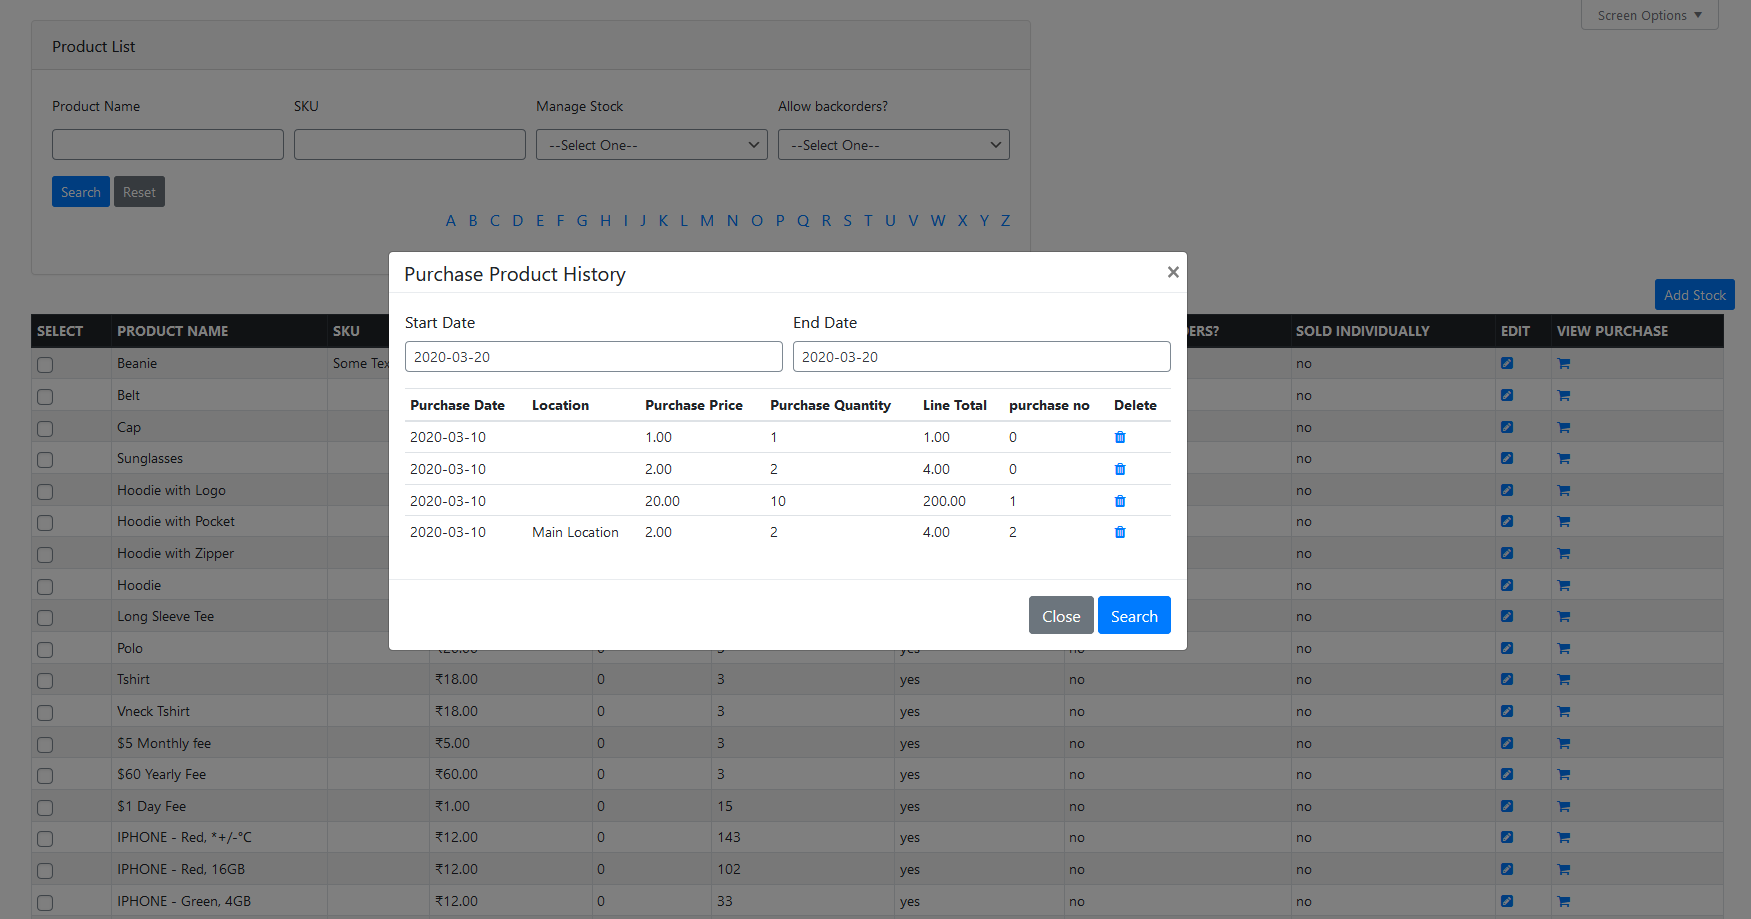 Screen Options ▼
Product List
Product Name SKU Manage Stock Allow backorders?
--Select One-- --Select One--
Search Reset
A B C D E F G H I J K L M N O P Q R S T U V W X Y Z
Purchase Product History ×
Start Date End Date
2020-03-20 2020-03-20
Purchase Date Location Purchase Price Purchase Quantity Line Total purchase no Delete
2020-03-10 1.00 1 1.00 0
2020-03-10 2.00 2 4.00 0
2020-03-10 20.00 10 200.00 1
2020-03-10 Main Location 2.00 2 4.00 2
Close Search
Add Stock
SELECT PRODUCT NAME SKU SOLD INDIVIDUALLY EDIT VIEW PURCHASE
Beanie Some no
Belt no
Cap no
Sunglasses no
Hoodie with Logo no
Hoodie with Pocket no
Hoodie with Zipper no
Hoodie no
Long Sleeve Tee no
Polo no
Tshirt ₹18.00 0 3 yes no no
Vneck Tshirt ₹18.00 0 3 yes no no
$5 Monthly fee ₹5.00 0 3 yes no no
$60 Yearly Fee ₹60.00 0 3 yes no no
$1 Day Fee ₹1.00 0 15 yes no no
IPHONE - Red, *+/-°C ₹12.00 0 143 yes no no
IPHONE - Red, 16GB ₹12.00 0 102 yes no no
IPHONE - Green, 4GB ₹12.00 0 33 yes no no